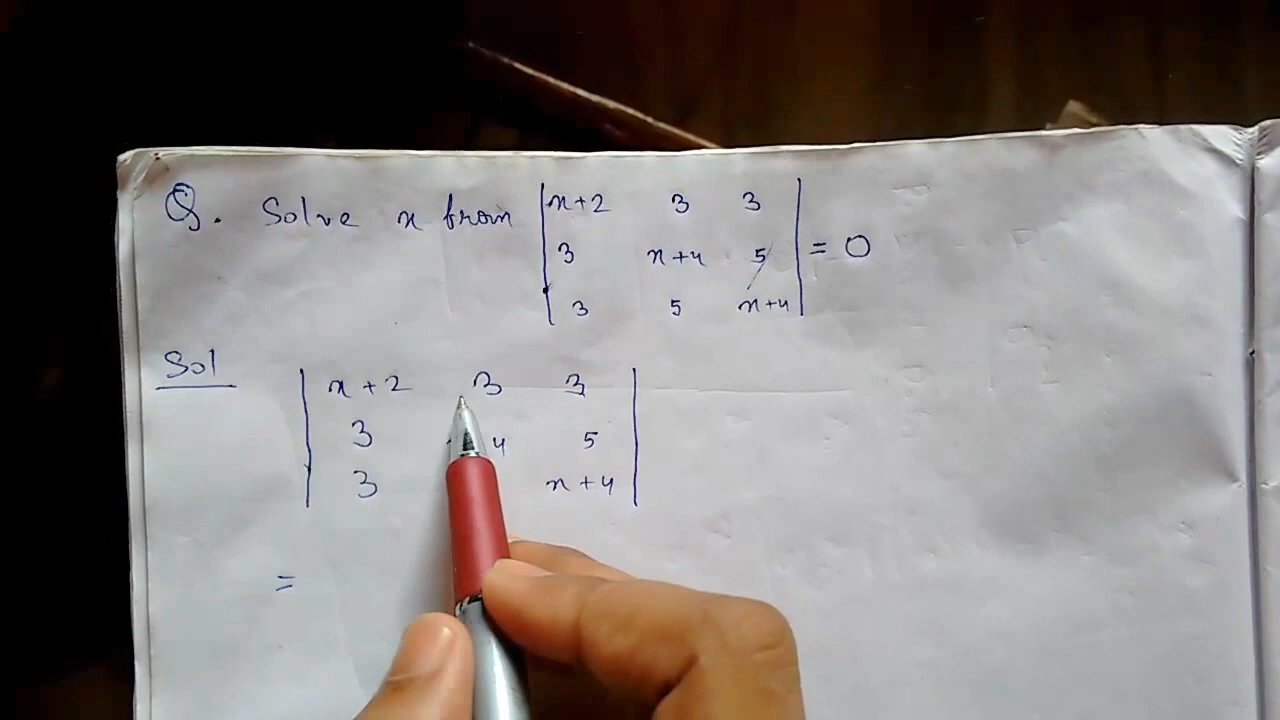 Q. Solve x from | x+2 3 3 |
| 3 x+4 5 | = 0
| 3 5 x+4 |
Sol
| x+2 3 3 |
| 3 4 5 |
| 3 x+4 |
=